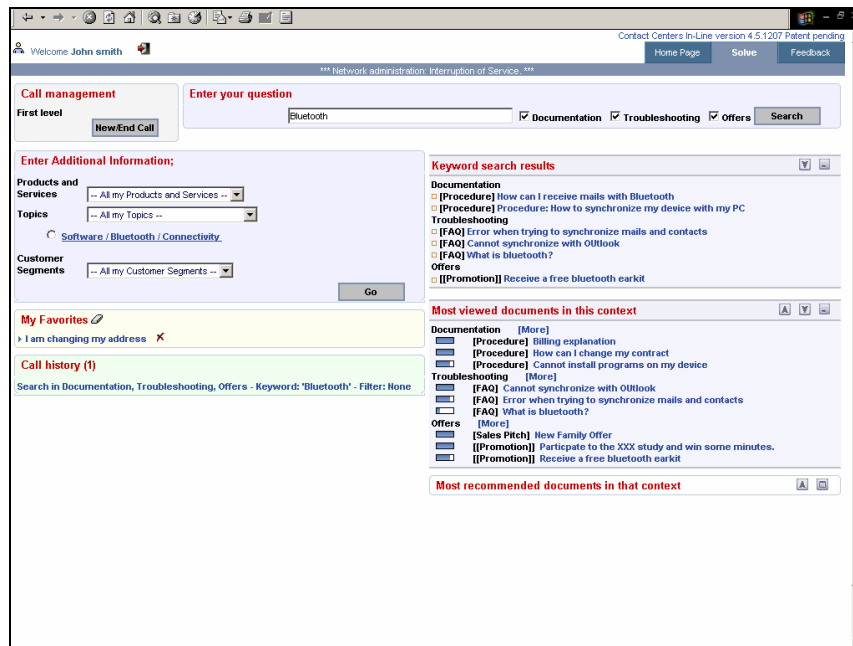 Contact Centers In-Line version 4.5.1207 Patent pending
Welcome John smith
Home Page Solve Feedback
*** Network administration: Interruption of Service. ***
Call management
First level
New/End Call
Enter your question
Bluetooth Documentation Troubleshooting Offers Search
Enter Additional Information;
Products and
Services -- All my Products and Services --
Topics -- All my Topics --
Software / Bluetooth / Connectivity
Customer
Segments -- All my Customer Segments --
Go
My Favorites
I am changing my address
Call history (1)
Search in Documentation, Troubleshooting, Offers - Keyword: 'Bluetooth' - Filter: None
Keyword search results
Documentation
[Procedure] How can I receive mails with Bluetooth
[Procedure] Procedure: How to synchronize my device with my PC
Troubleshooting
[FAQ] Error when trying to synchronize mails and contacts
[FAQ] Cannot synchronize with OUtlook
[FAQ] What is bluetooth?
Offers
[[Promotion] Receive a free bluetooth earkit
Most viewed documents in this context
Documentation [More]
[Procedure] Billing explanation
[Procedure] How can I change my contract
[Procedure] Cannot install programs on my device
Troubleshooting [More]
[FAQ] Cannot synchronize with OUtlook
[FAQ] Error when trying to synchronize mails and contacts
[FAQ] What is bluetooth?
Offers [More]
[Sales Pitch] New Family Offer
[[Promotion]] Particpate to the XXX study and win some minutes.
[[Promotion]] Receive a free bluetooth earkit
Most recommended documents in that context